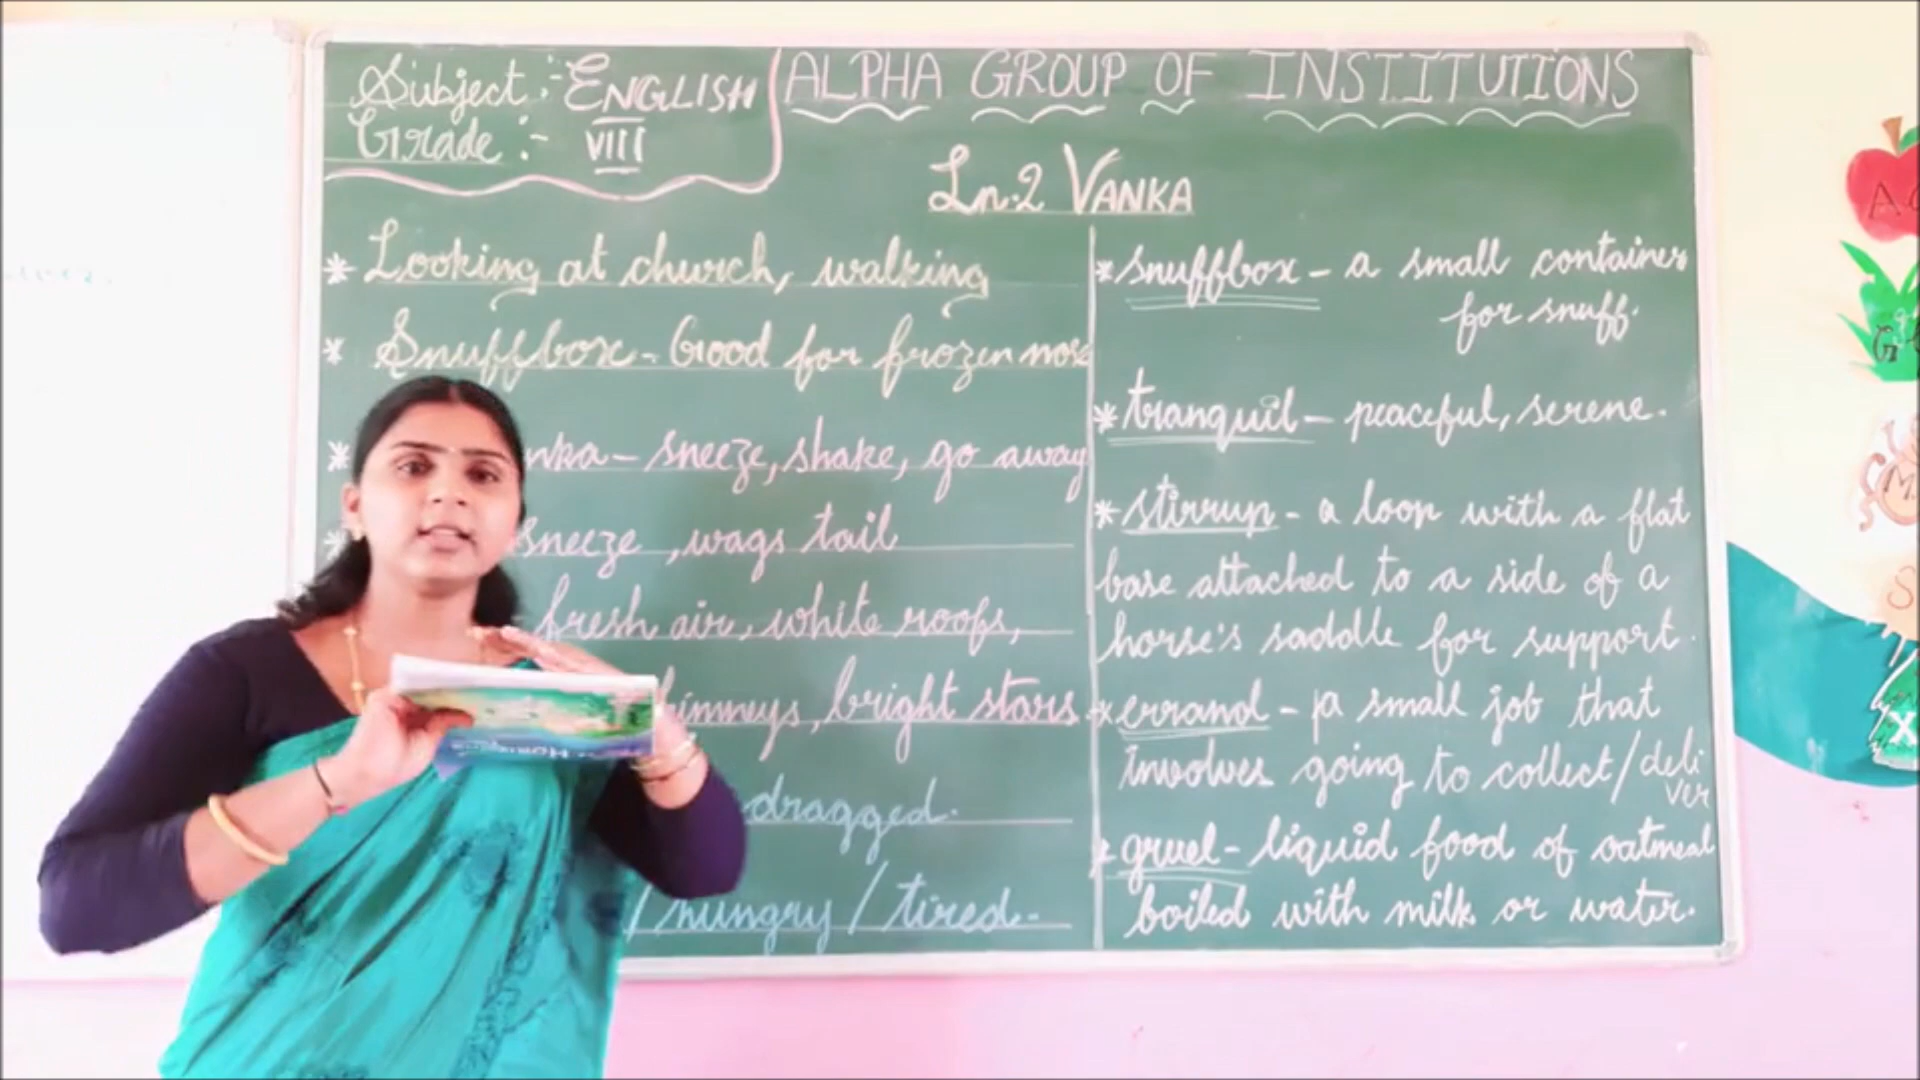 Subject :- ENGLISH
Grade :- VIII
ALPHA GROUP OF INSTITUTIONS
Ln.2 VANKA
* Looking at church, walking
* Snuffbox - Good for frozen nose
* nka - sneeze, shake, go away
* sneeze, wags tail
fresh air, white roofs,
himneys, bright stars.
dragged.
/ hungry / tired.
* snuffbox - a small container
for snuff.
* tranquil - peaceful, serene.
* stirrup - a loop with a flat
base attached to a side of a
horse's saddle for support.
* errand - A small job that
involves going to collect/deli
ver
* gruel - liquid food of oatmeal
boiled with milk or water.
A
G
M
S
X